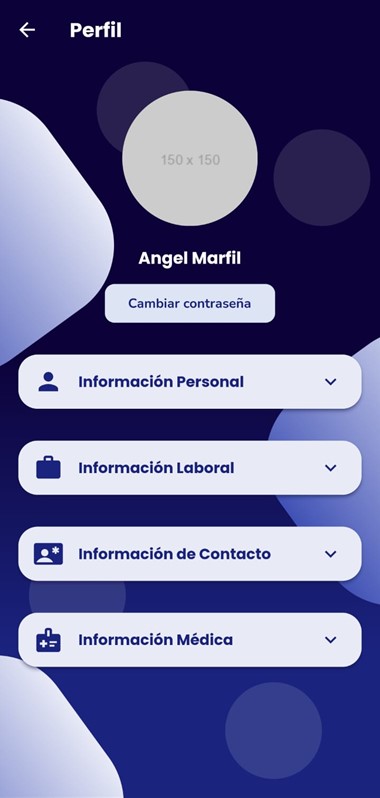 Perfil
150 x 150
Angel Marfil
Cambiar contraseña
Información Personal
Información Laboral
Información de Contacto
Información Médica